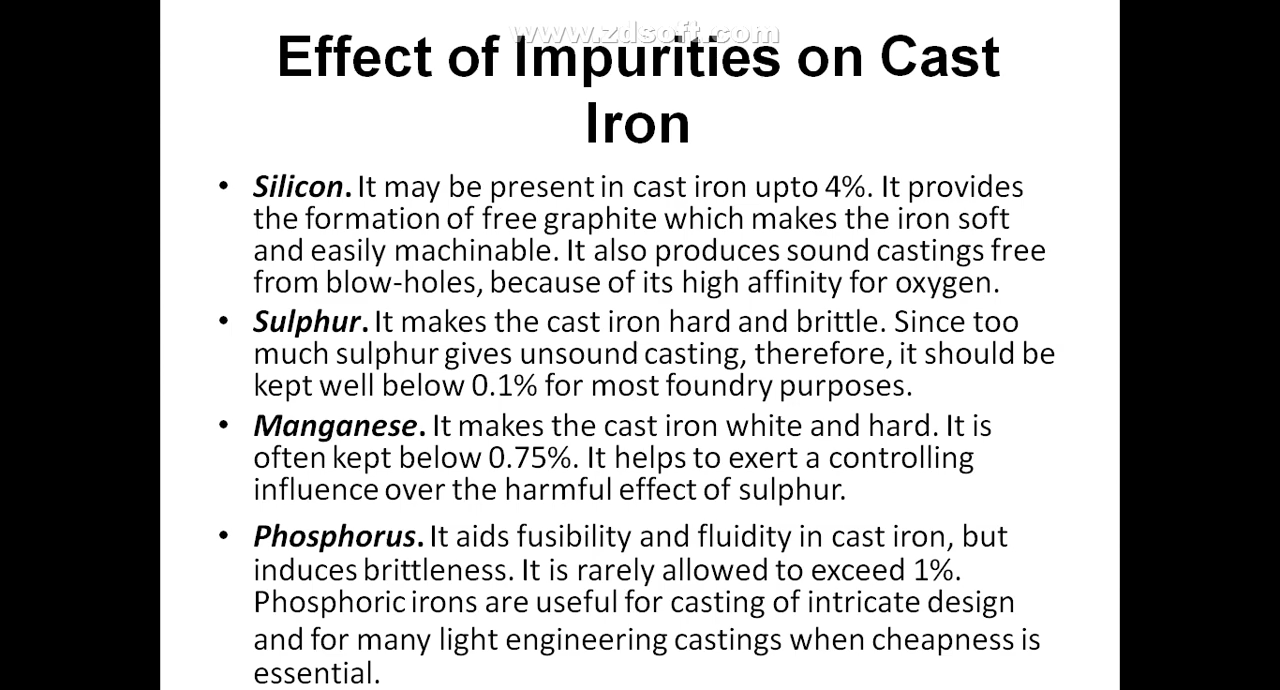 www.zdsoft.com
Effect of Impurities on Cast
Iron
• Silicon. It may be present in cast iron upto 4%. It provides
the formation of free graphite which makes the iron soft
and easily machinable. It also produces sound castings free
from blow-holes, because of its high affinity for oxygen.
• Sulphur. It makes the cast iron hard and brittle. Since too
much sulphur gives unsound casting, therefore, it should be
kept well below 0.1% for most foundry purposes.
• Manganese. It makes the cast iron white and hard. It is
often kept below 0.75%. It helps to exert a controlling
influence over the harmful effect of sulphur.
• Phosphorus. It aids fusibility and fluidity in cast iron, but
induces brittleness. It is rarely allowed to exceed 1%.
Phosphoric irons are useful for casting of intricate design
and for many light engineering castings when cheapness is
essential.